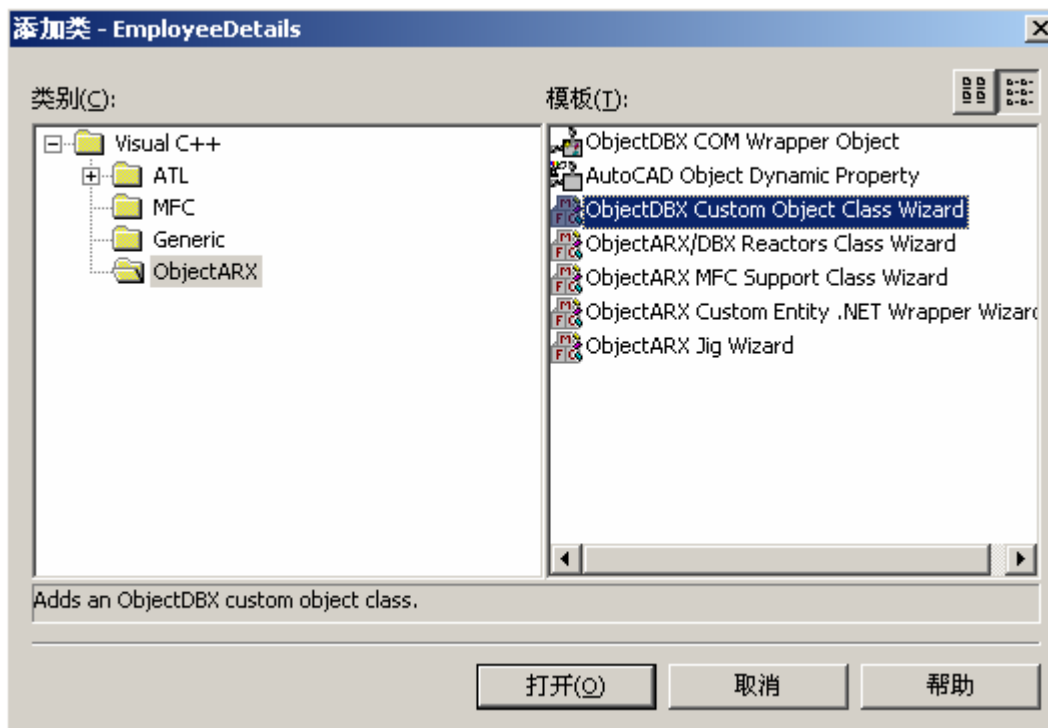 添加类 - EmployeeDetails
类别(C):
模板(T):
Visual C++
ATL
MFC
Generic
ObjectARX
ObjectDBX COM Wrapper Object
AutoCAD Object Dynamic Property
ObjectDBX Custom Object Class Wizard
ObjectARX/DBX Reactors Class Wizard
ObjectARX MFC Support Class Wizard
ObjectARX Custom Entity .NET Wrapper Wizard
ObjectARX Jig Wizard
Adds an ObjectDBX custom object class.
打开(O)
取消
帮助